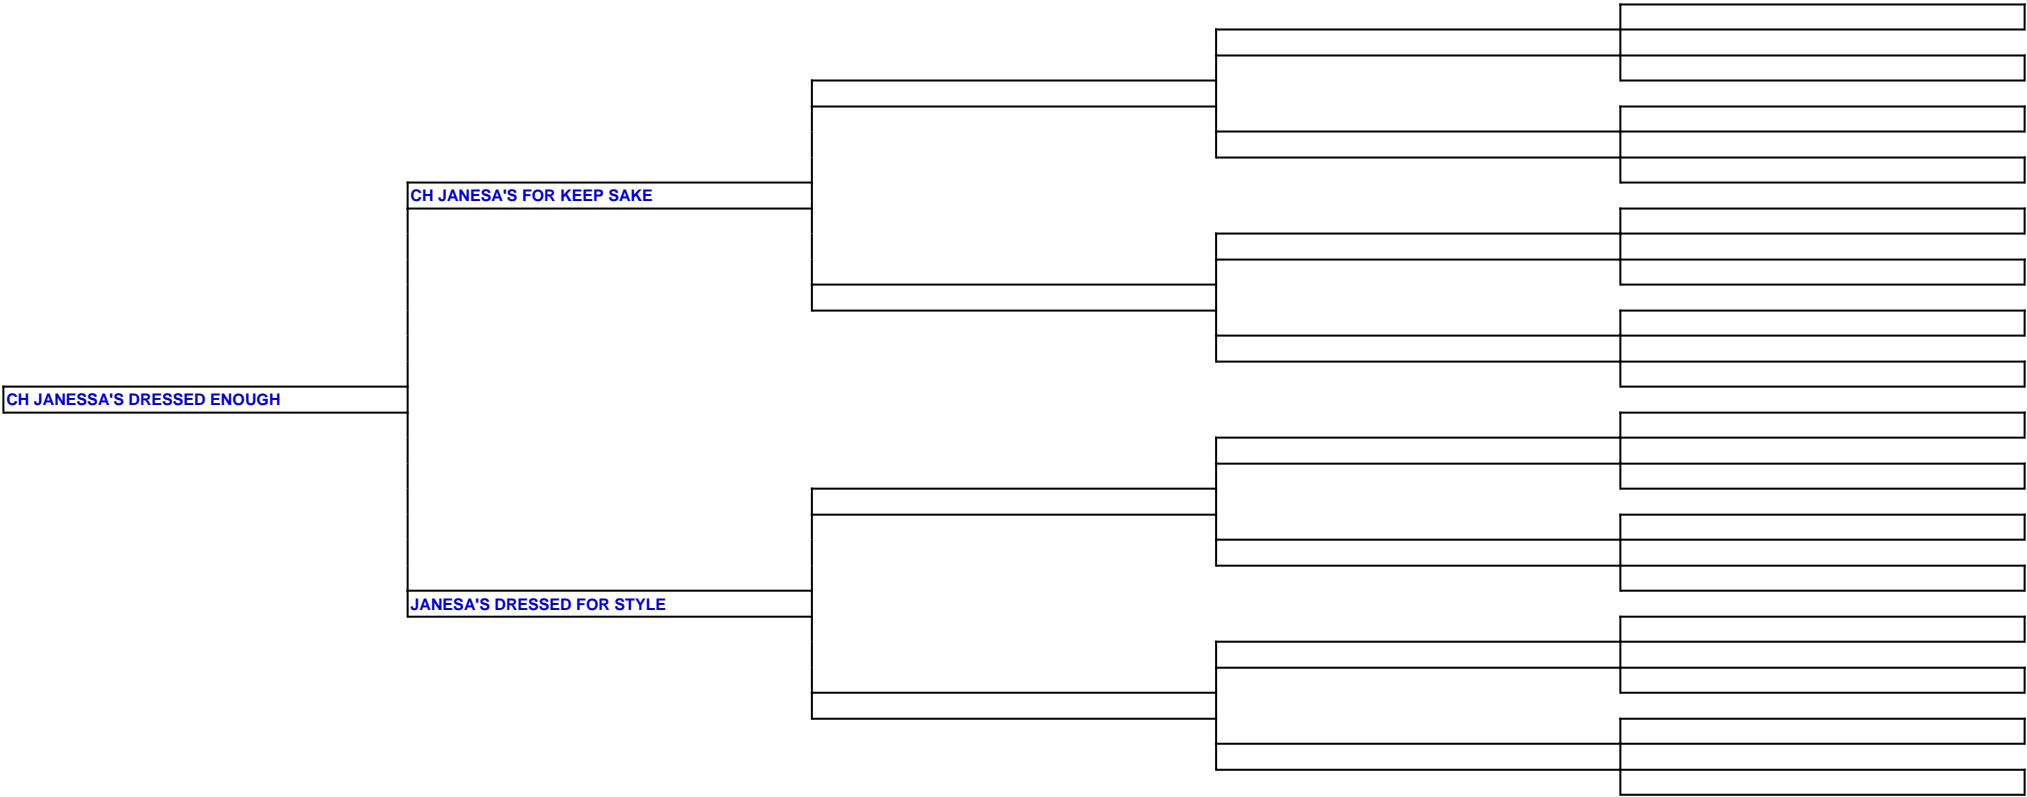 CH JANESA'S FOR KEEP SAKE
CH JANESSA'S DRESSED ENOUGH
JANESA'S DRESSED FOR STYLE